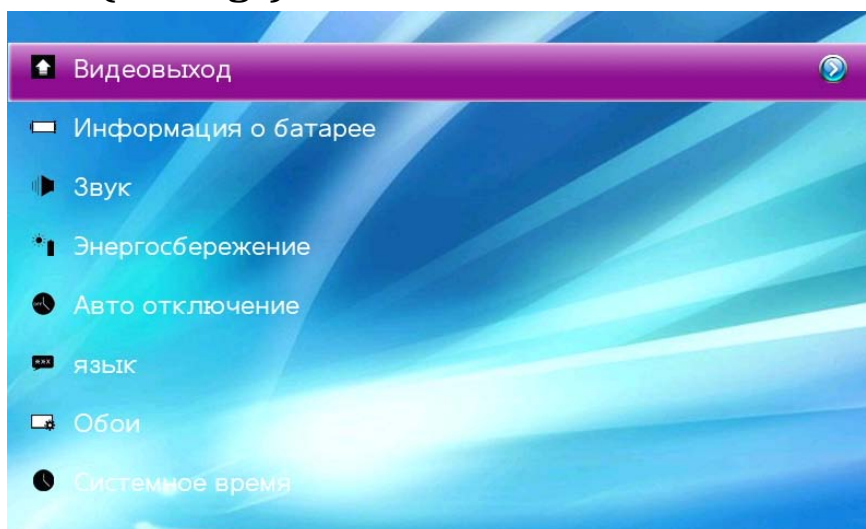 Видеовыход
Информация о батарее
Звук
Энергосбережение
Авто отключение
язык
Обои
Системное время